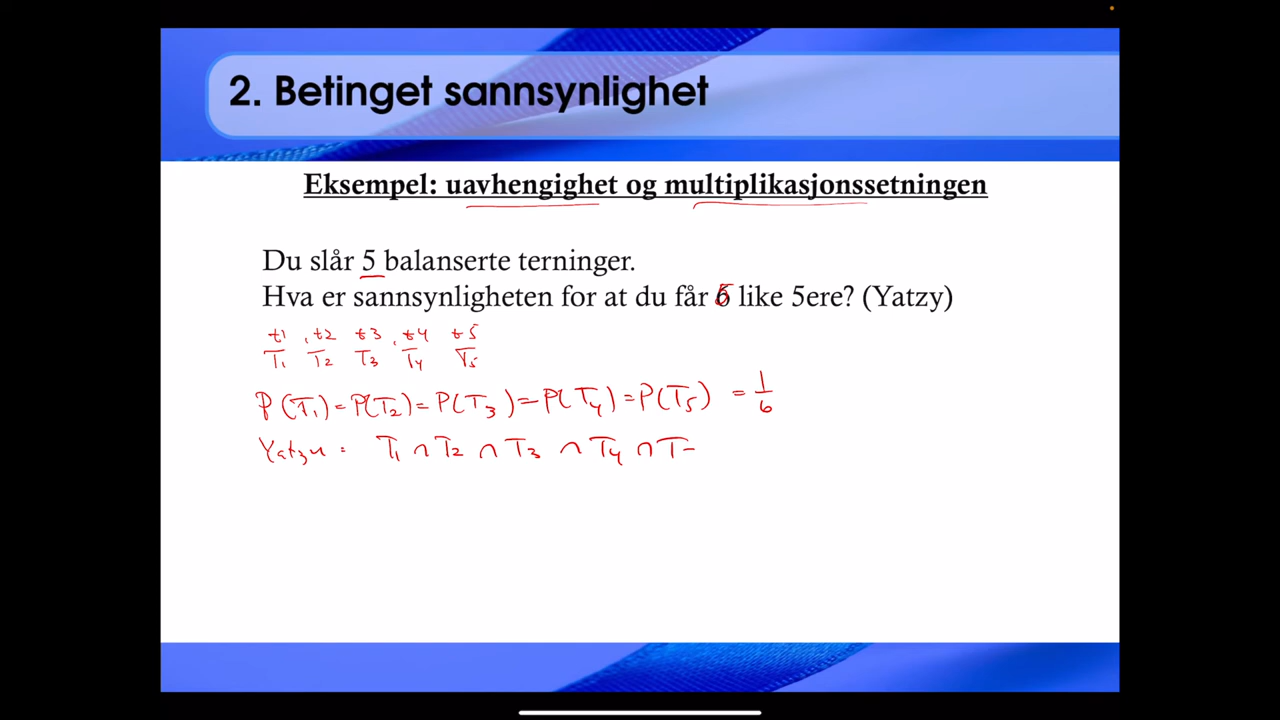 2. Betinget sannsynlighet
Eksempel: uavhengighet og multiplikasjonssetningen
Du slår 5 balanserte terninger.
Hva er sannsynligheten for at du får 5 like 5ere? (Yatzy)
t1, t2 t3, t4 t5
T1 T2 T3 T4 T5
P(T1) = P(T2) = P(T3) = P(T4) = P(T5) = 1/6
Yatzy = T1 ∩ T2 ∩ T3 ∩ T4 ∩ T